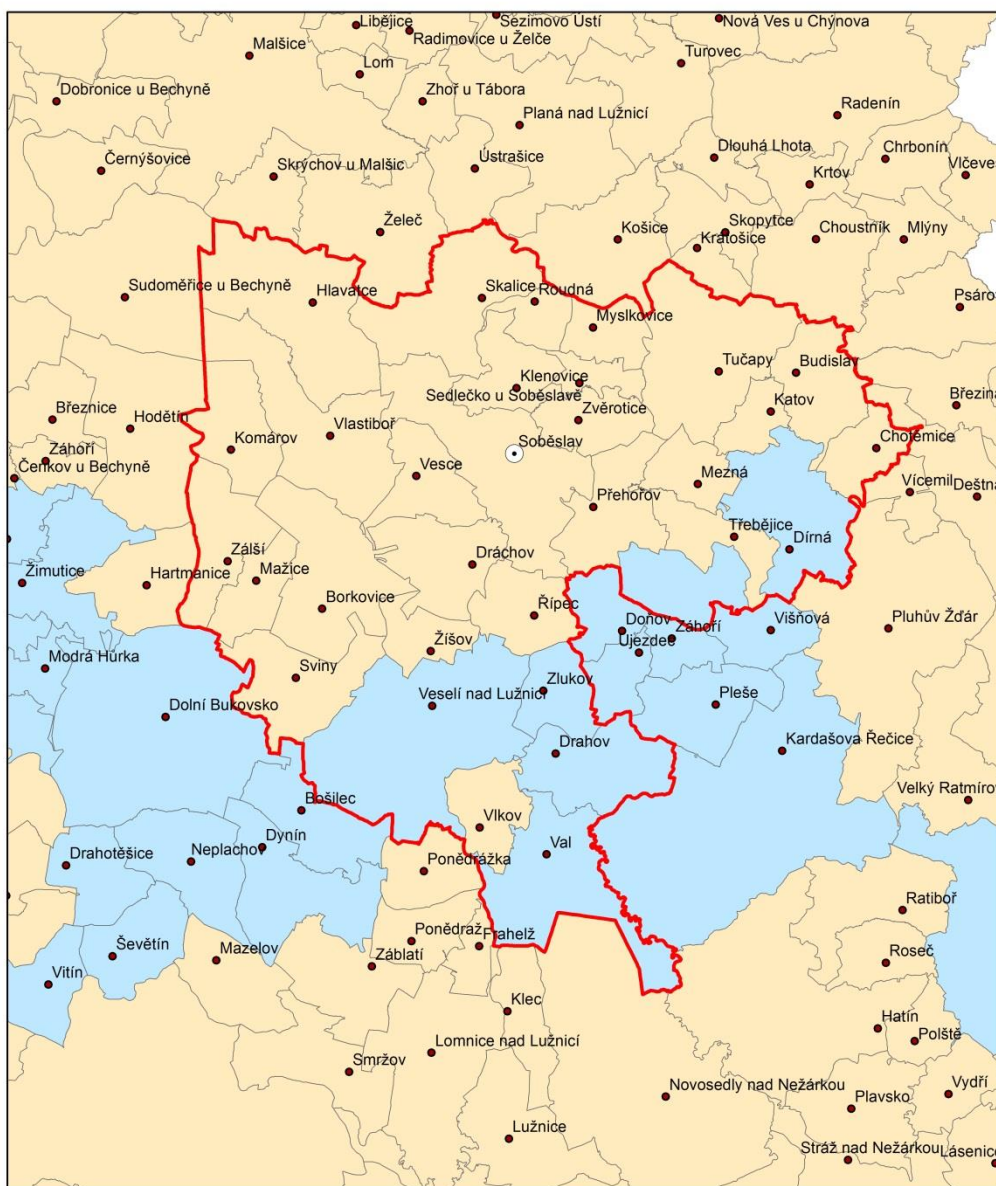 Libějice
Sezimovo Ústí
Nová Ves u Chýnova
Radimovice u Želče
Malšice
Turovec
Lom
Dobronice u Bechyně
Zhoř u Tábora
Radenín
Planá nad Lužnicí
Dlouhá Lhota
Chrbonín
Černýšovice
Skrýchov u Malšic
Ústrašice
Vlčeve
Krtov
Želeč
Košice
Skopytce
Kratošice
Choustník
Mlýny
Sudoměřice u Bechyně
Hlavatce
Skalice
Roudná
Psárov
Myslkovice
Tučapy
Budislav
Klenovice
Sedlečko u Soběslavě
Březnice
Hodětín
Zvěrotice
Katov
Březina
Komárov
Vlastiboř
Soběslav
Chotěmice
Záhoří
Čenkov u Bechyně
Vesce
Mezná
Vícemil
Deštná
Přehořov
Třebějice
Dírná
Zálší
Dráchov
Žimutice
Hartmanice
Mažice
Borkovice
Řípec
Doňov
Záhoří
Višňová
Pluhův Žďár
Újezdec
Žíšov
Modrá Hůrka
Sviny
Zlukov
Veselí nad Lužnicí
Pleše
Dolní Bukovsko
Drahov
Kardašova Řečice
Velký Ratmírov
Bošilec
Vlkov
Dynín
Val
Drahotěšice
Neplachov
Ponědrážka
Ratiboř
Ponědraž
Frahelž
Ševětín
Mazelov
Záblatí
Roseč
Vitín
Klec
Hatín
Polště
Lomnice nad Lužnicí
Smržov
Novosedly nad Nežárkou
Vydří
Plavsko
Lužnice
Stráž nad Nežárkou
Lásenice